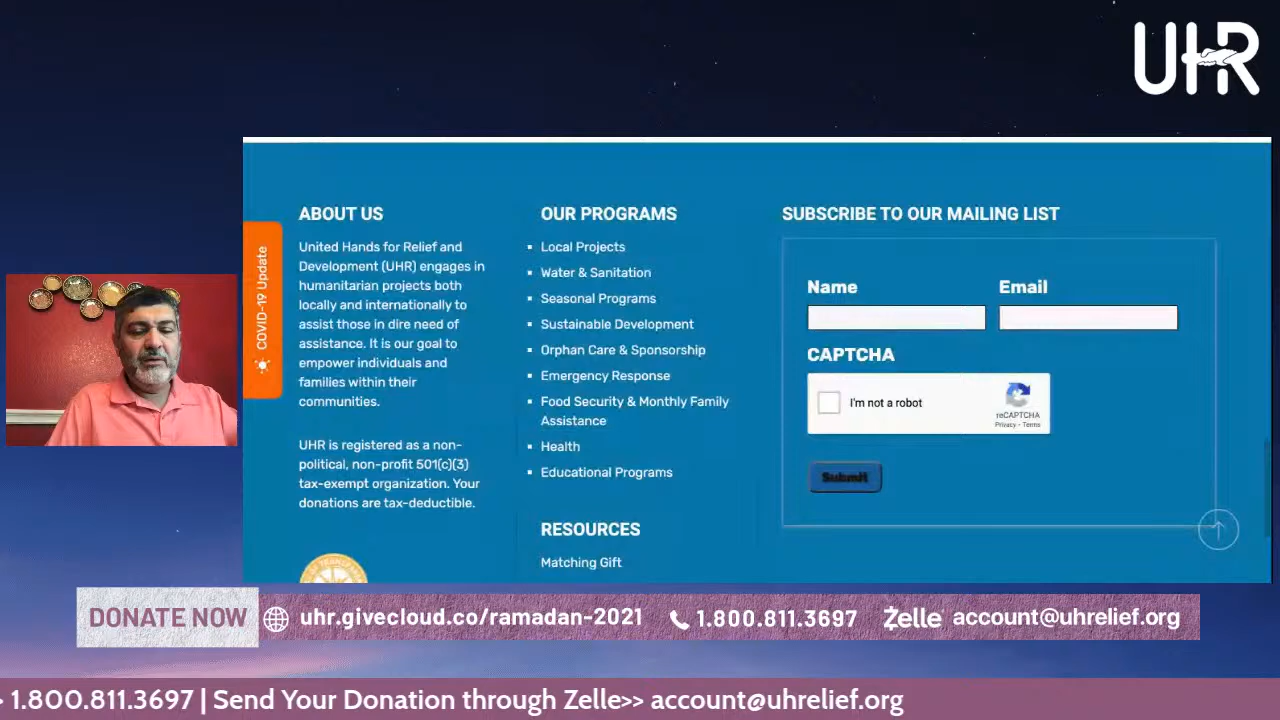 UHR
ABOUT US
United Hands for Relief and
Development (UHR) engages in
humanitarian projects both
locally and internationally to
assist those in dire need of
assistance. It is our goal to
empower individuals and
families within their
communities.
UHR is registered as a non-
political, non-profit 501(c)(3)
tax-exempt organization. Your
donations are tax-deductible.
COVID-19 Update
OUR PROGRAMS
Local Projects
Water & Sanitation
Seasonal Programs
Sustainable Development
Orphan Care & Sponsorship
Emergency Response
Food Security & Monthly Family
Assistance
Health
Educational Programs
RESOURCES
Matching Gift
SUBSCRIBE TO OUR MAILING LIST
Name Email
CAPTCHA
I'm not a robot
reCAPTCHA
Privacy - Terms
Submit
DONATE NOW uhr.givecloud.co/ramadan-2021 1.800.811.3697 Zelle account@uhrelief.org
> 1.800.811.3697 | Send Your Donation through Zelle>> account@uhrelief.org